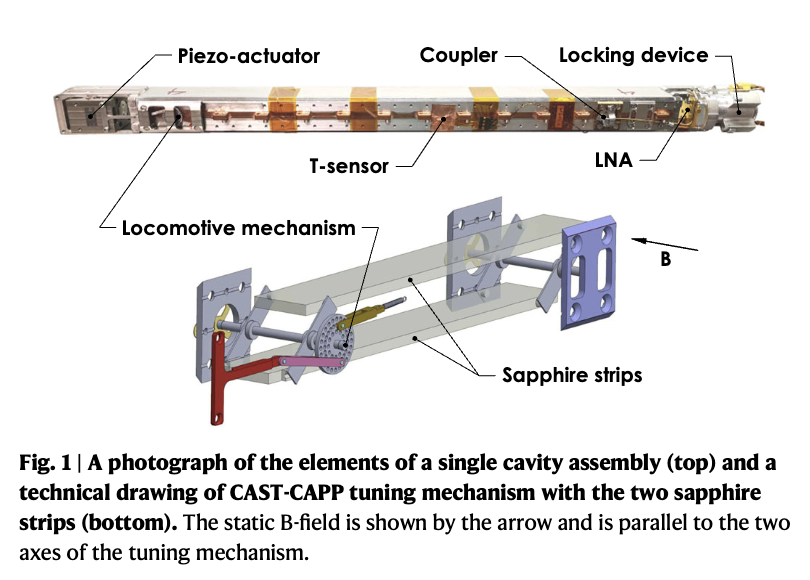 Piezo-actuator
Coupler
Locking device
T-sensor
LNA
Locomotive mechanism
B
Sapphire strips
Fig. 1 | A photograph of the elements of a single cavity assembly (top) and a
technical drawing of CAST-CAPP tuning mechanism with the two sapphire
strips (bottom). The static B-field is shown by the arrow and is parallel to the two
axes of the tuning mechanism.